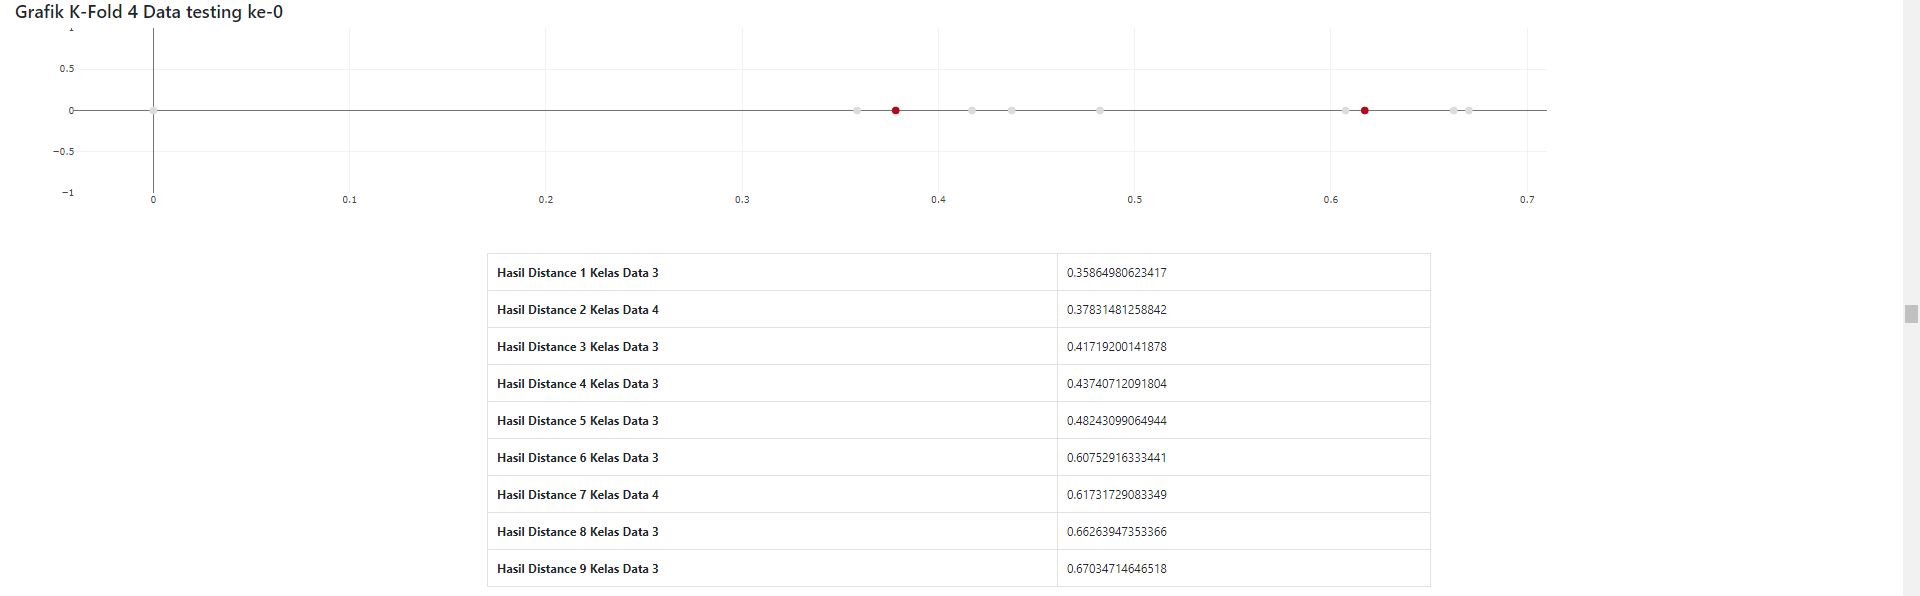 Grafik K-Fold 4 Data testing ke-0
1
0.5
0
−0.5
−1
0 0.1 0.2 0.3 0.4 0.5 0.6 0.7
Hasil Distance 1 Kelas Data 3 0.35864980623417
Hasil Distance 2 Kelas Data 4 0.37831481258842
Hasil Distance 3 Kelas Data 3 0.41719200141878
Hasil Distance 4 Kelas Data 3 0.43740712091804
Hasil Distance 5 Kelas Data 3 0.48243099064944
Hasil Distance 6 Kelas Data 3 0.60752916333441
Hasil Distance 7 Kelas Data 4 0.61731729083349
Hasil Distance 8 Kelas Data 3 0.66263947353366
Hasil Distance 9 Kelas Data 3 0.67034714646518